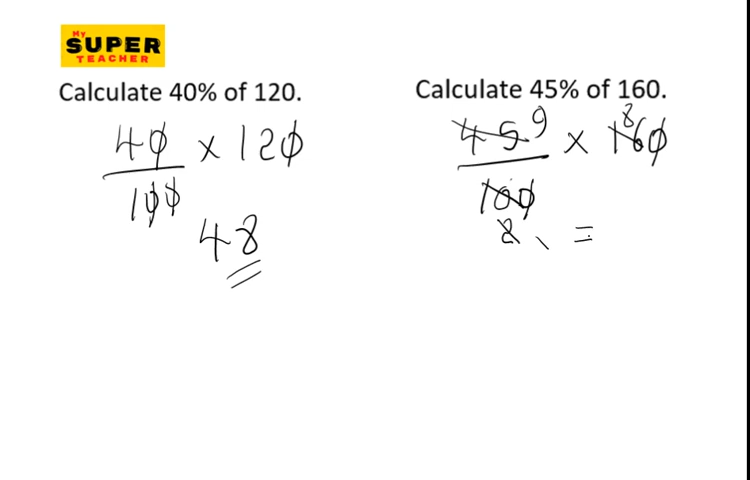 My
SUPER
TEACHER
Calculate 40% of 120.
40 x 120
100
48
Calculate 45% of 160.
45 9 x 160 8
100
=